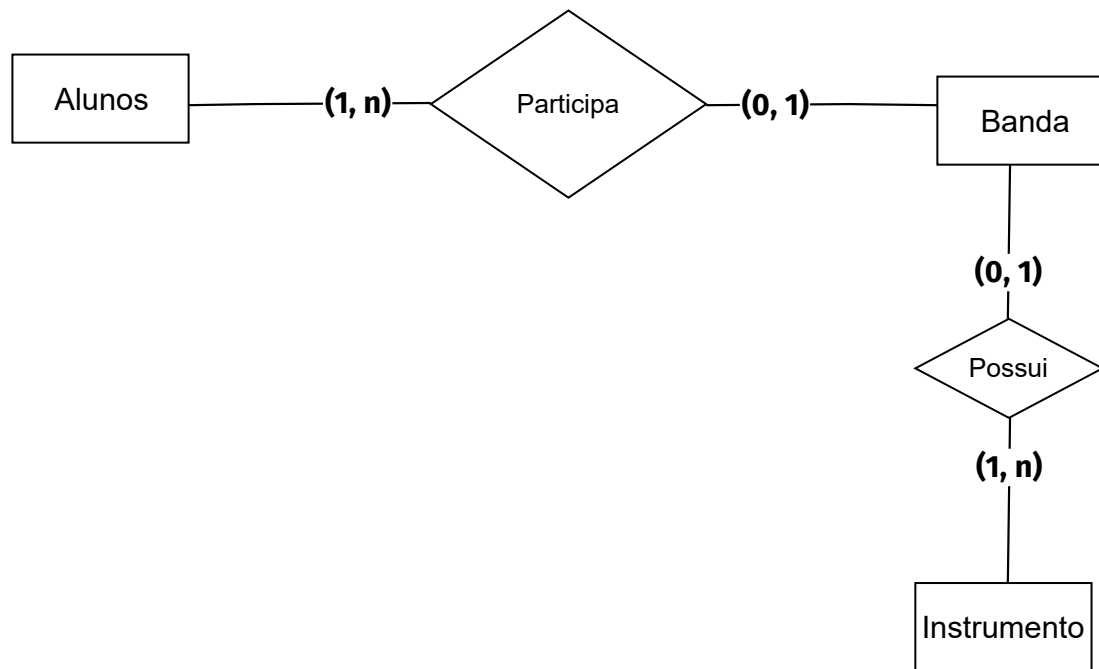 Alunos
(1, n)
Participa
(0, 1)
Banda
(0, 1)
Possui
(1, n)
Instrumento